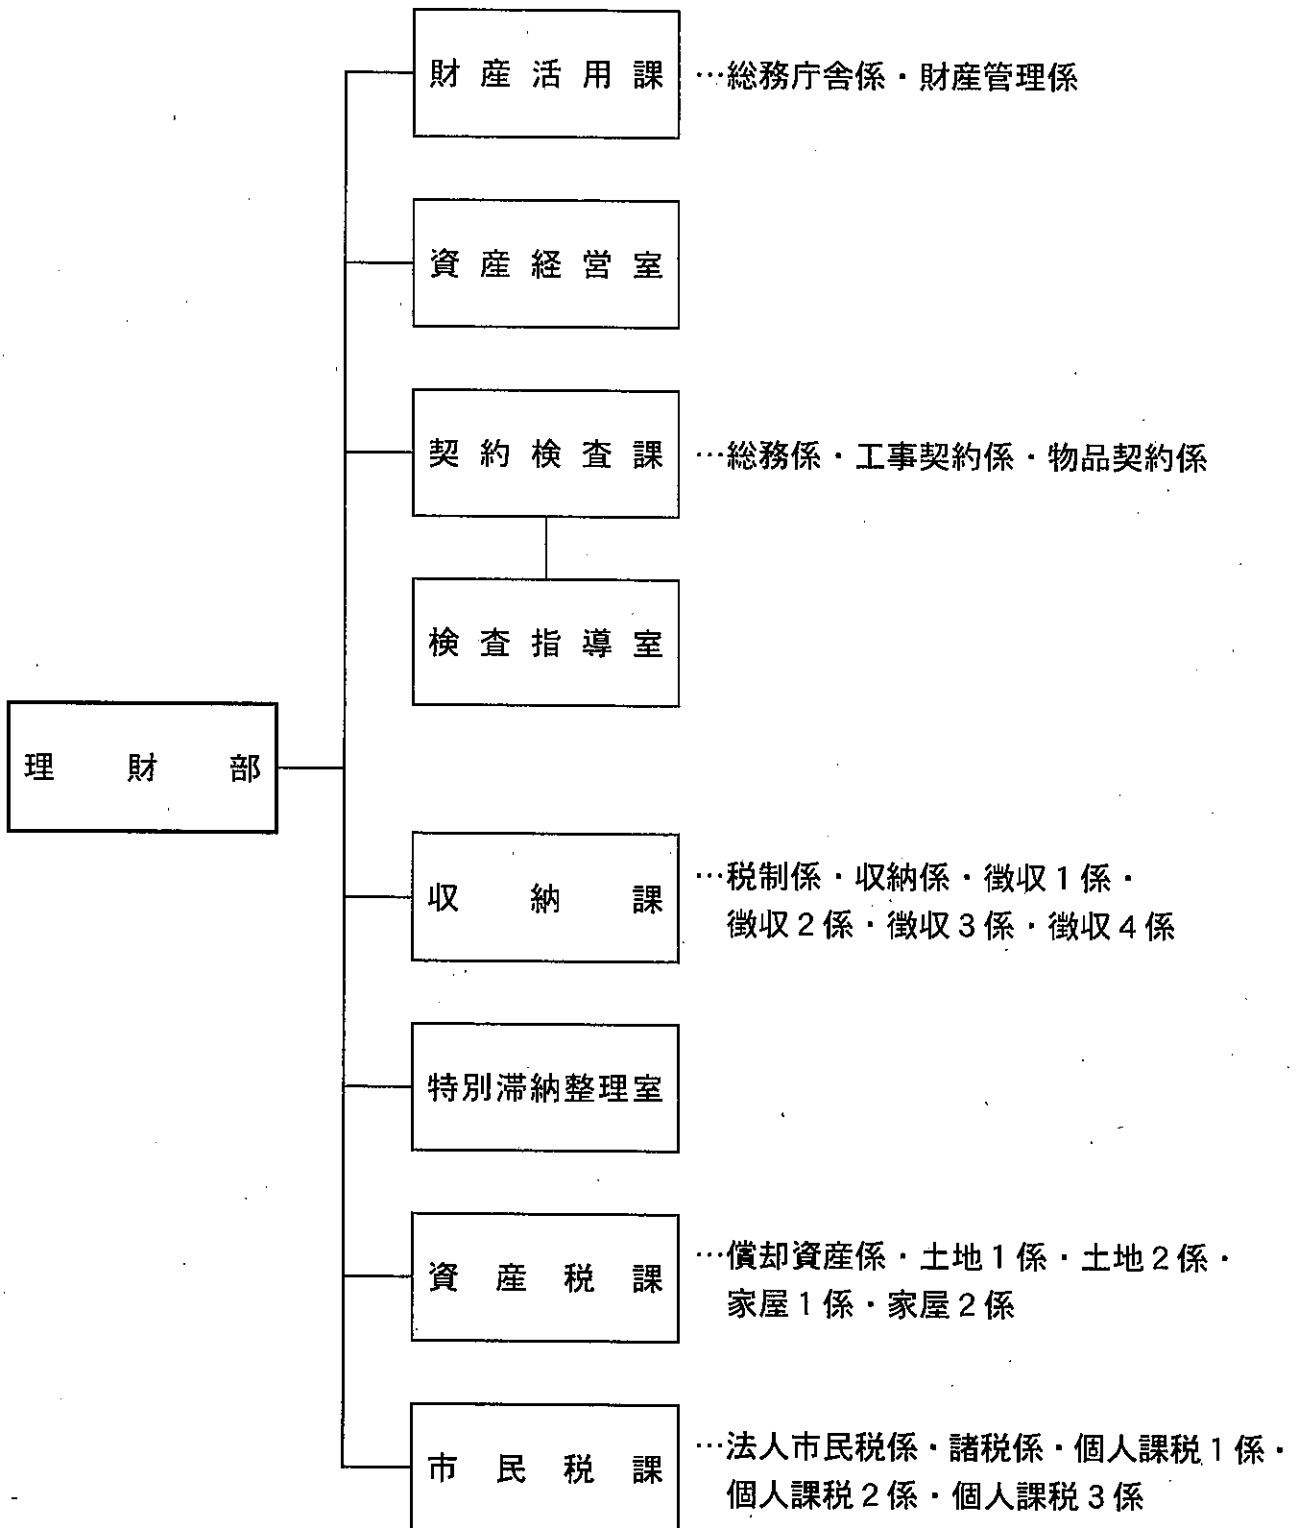 財産活用課 …総務庁舎係・財産管理係
資産経営室
契約検査課 …総務係・工事契約係・物品契約係
検査指導室
理財部
収納課 …税制係・収納係・徴収1係・
徴収2係・徴収3係・徴収4係
特別滞納整理室
資産税課 …償却資産係・土地1係・土地2係・
家屋1係・家屋2係
市民税課 …法人市民税係・諸税係・個人課税1係・
個人課税2係・個人課税3係